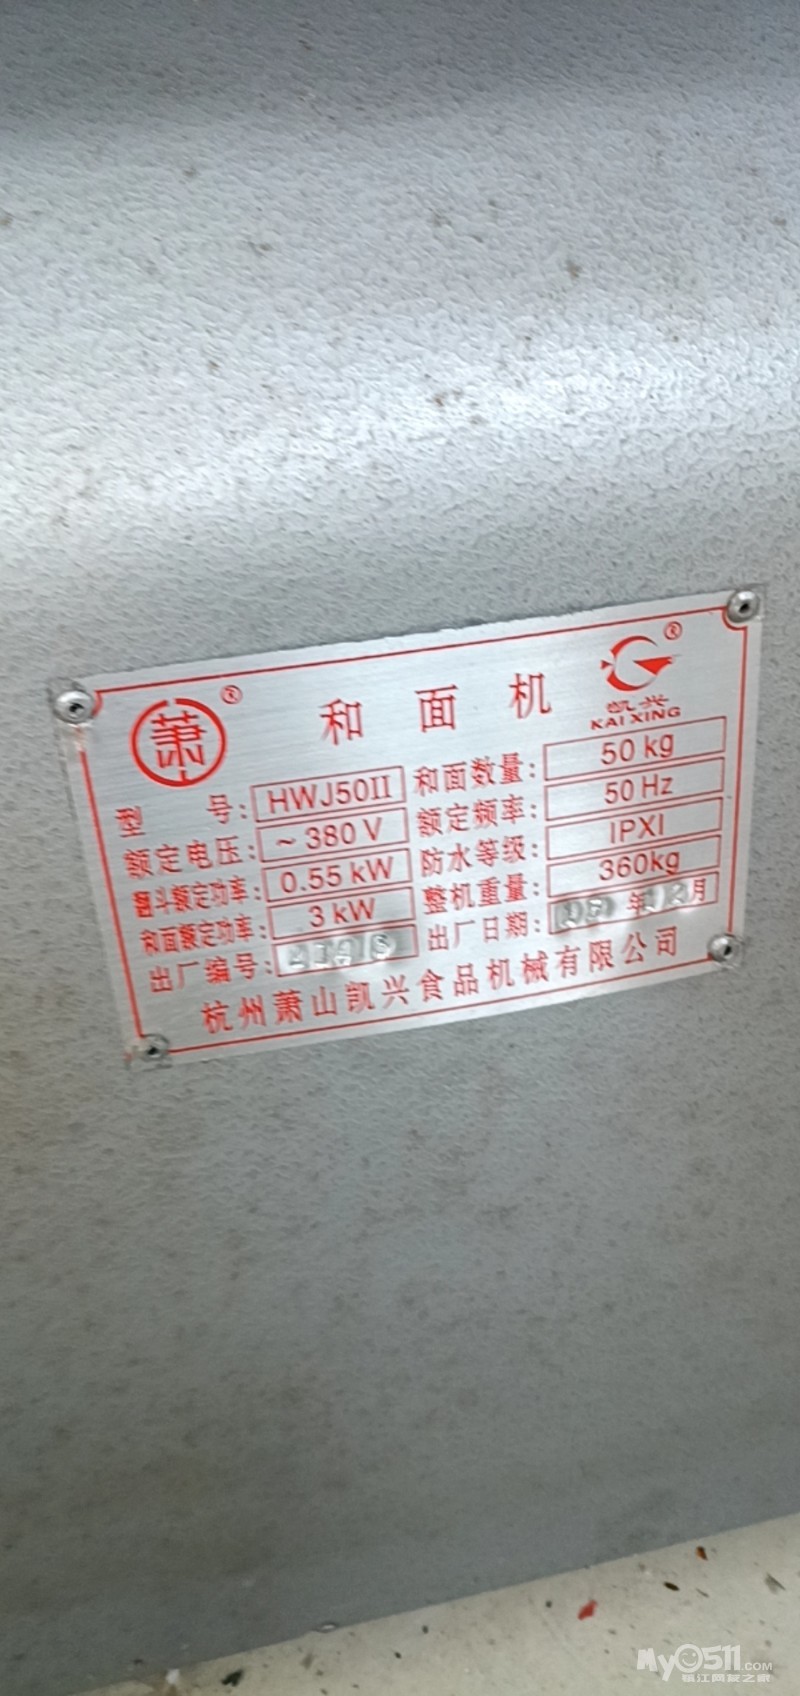 萧 ® 和面机 ®
凯兴
KAI XING
型 号: HWJ50II 和面数量: 50 kg
额定电压: ~380 V 额定频率: 50 Hz
翻斗额定功率: 0.55 kW 防水等级: IPXI
和面额定功率: 3 kW 整机重量: 360kg
出厂编号: 出厂日期: 年12月
杭州萧山凯兴食品机械有限公司
My0511.COM
镇江网友之家